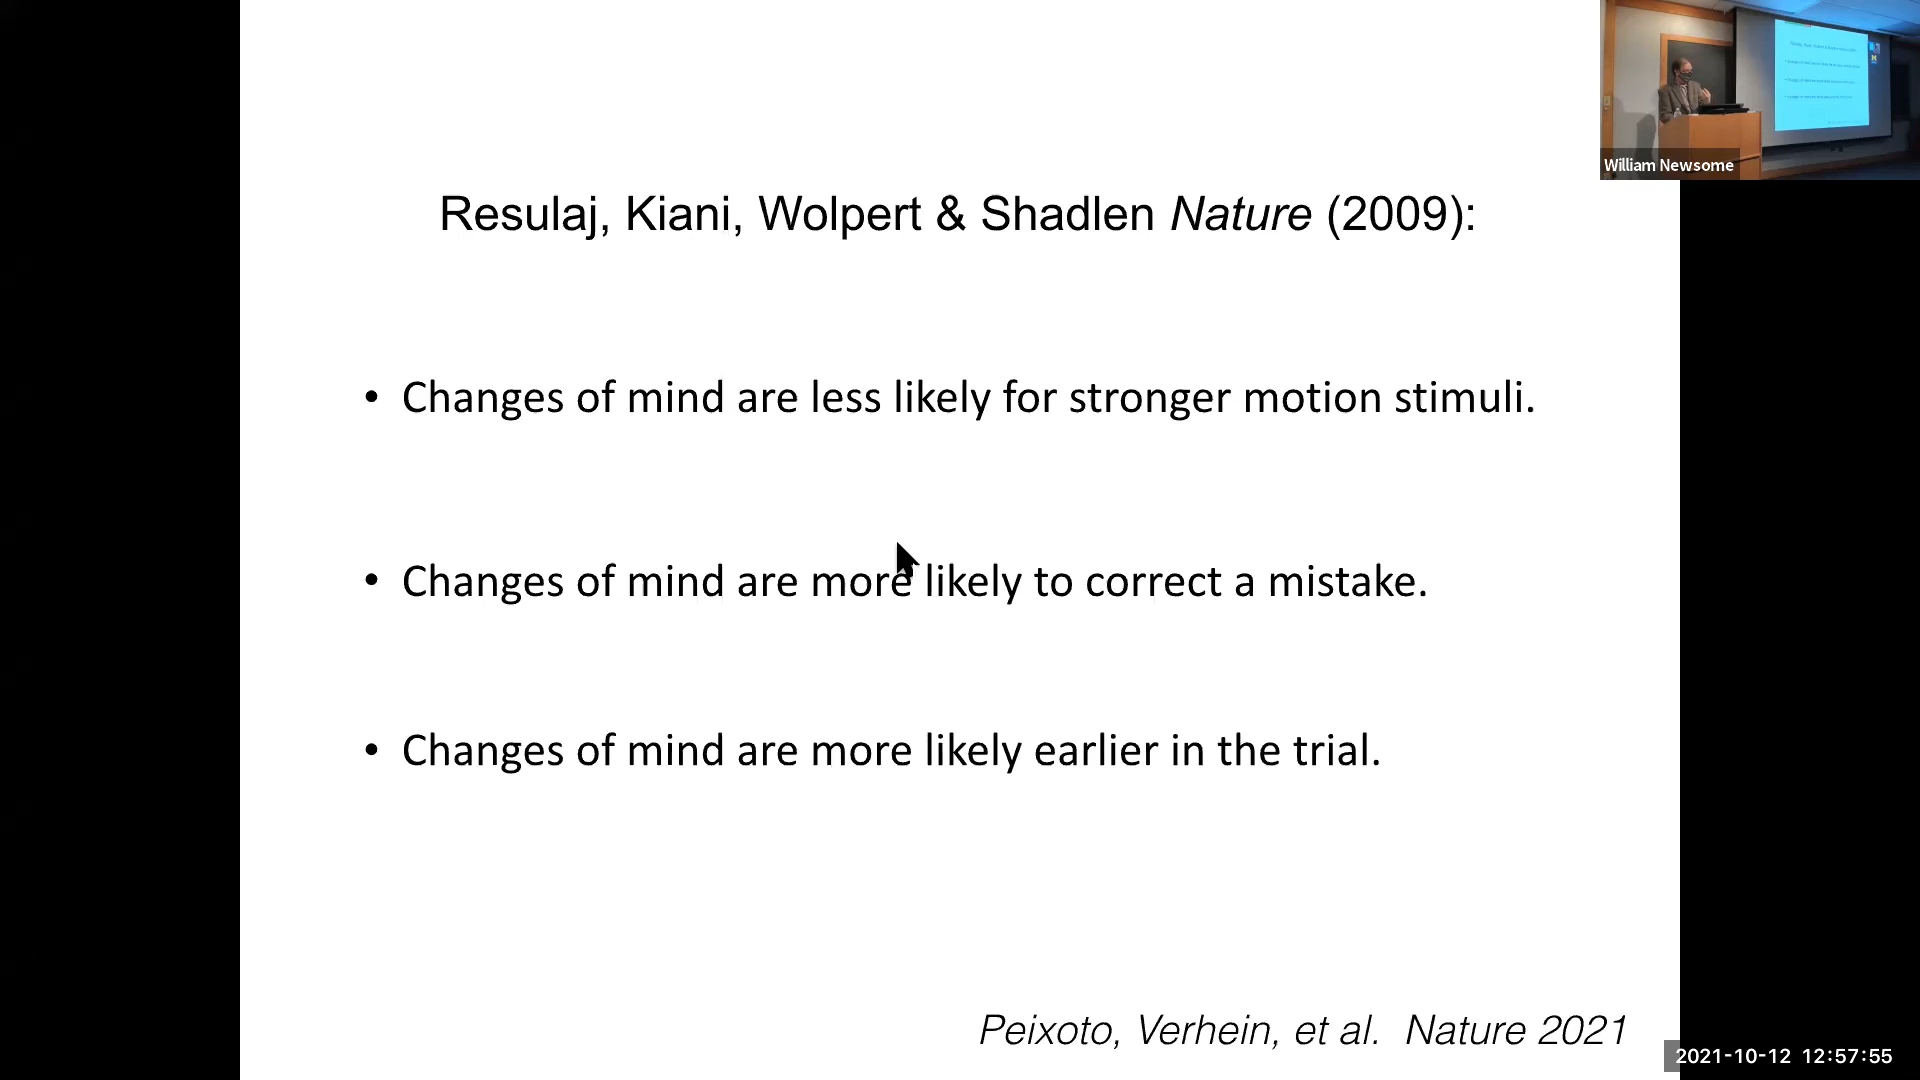 William Newsome
Resulaj, Kiani, Wolpert & Shadlen Nature (2009):
• Changes of mind are less likely for stronger motion stimuli.
• Changes of mind are more likely to correct a mistake.
• Changes of mind are more likely earlier in the trial.
Peixoto, Verhein, et al. Nature 2021
2021-10-12 12:57:55